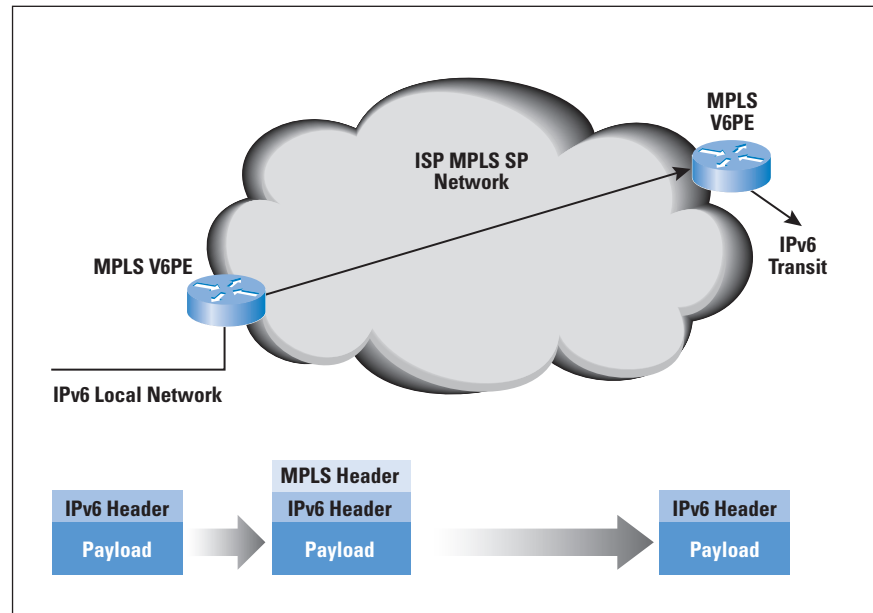 MPLS
V6PE
ISP MPLS SP
Network
MPLS V6PE
IPv6
Transit
IPv6 Local Network
MPLS Header
IPv6 Header
IPv6 Header
IPv6 Header
Payload
Payload
Payload